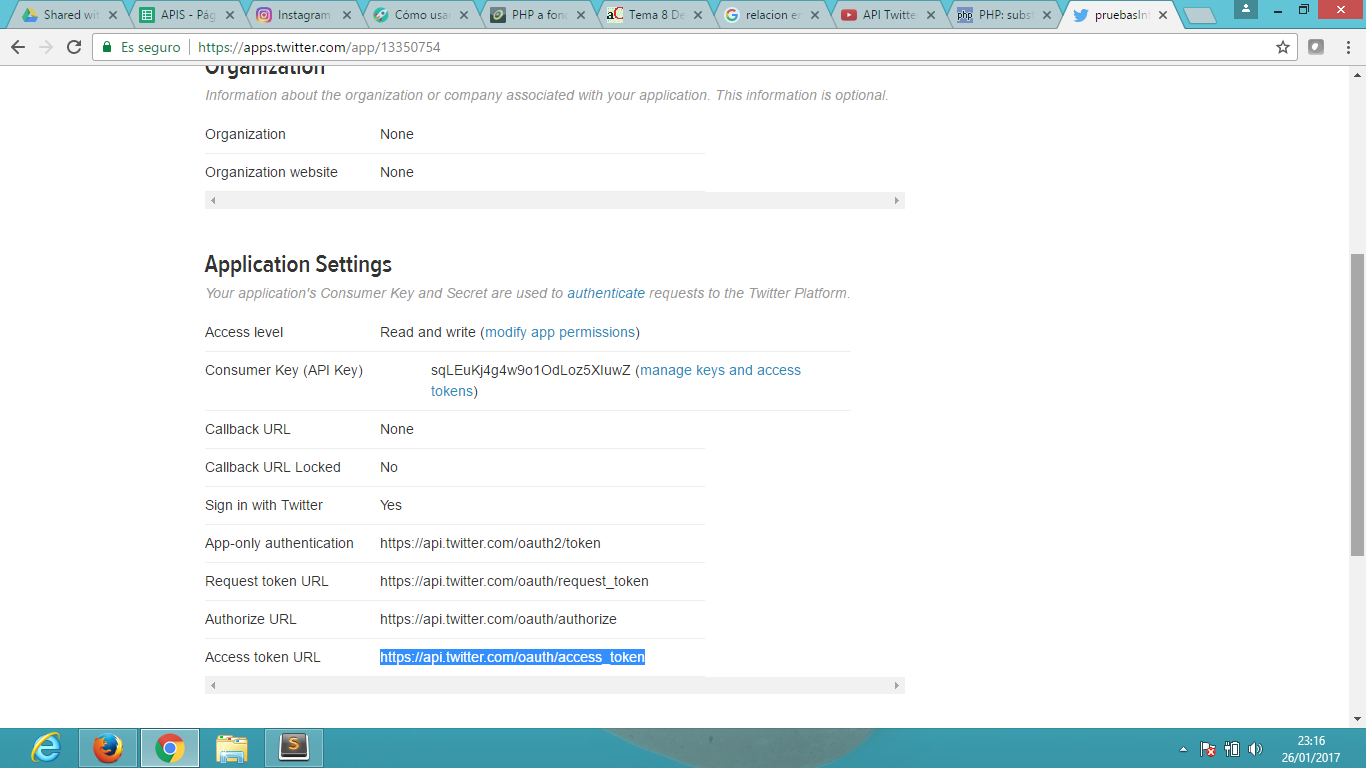 Shared wit
APIS - Pág
Instagram
Cómo usa
PHP a fond
Tema 8 De
relacion en
API Twitte
PHP: subst
pruebasInf
Es seguro
https://apps.twitter.com/app/13350754
Organization
Information about the organization or company associated with your application. This information is optional.
Organization None
Organization website None
Application Settings
Your application's Consumer Key and Secret are used to authenticate requests to the Twitter Platform.
Access level Read and write (modify app permissions)
Consumer Key (API Key) sqLEuKj4g4w9o1OdLoz5XIuwZ (manage keys and access
tokens)
Callback URL None
Callback URL Locked No
Sign in with Twitter Yes
App-only authentication https://api.twitter.com/oauth2/token
Request token URL https://api.twitter.com/oauth/request_token
Authorize URL https://api.twitter.com/oauth/authorize
Access token URL https://api.twitter.com/oauth/access_token
23:16
26/01/2017